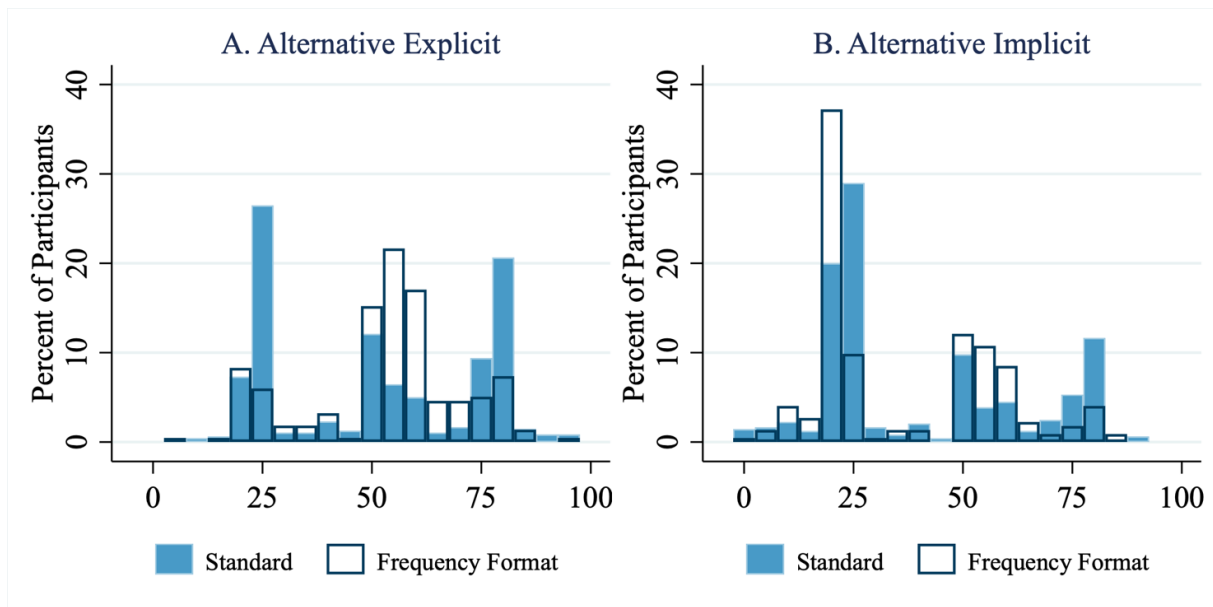 A. Alternative Explicit
Percent of Participants
40
30
20
10
0
0 25 50 75 100
Standard Frequency Format
B. Alternative Implicit
Percent of Participants
40
30
20
10
0
0 25 50 75 100
Standard Frequency Format